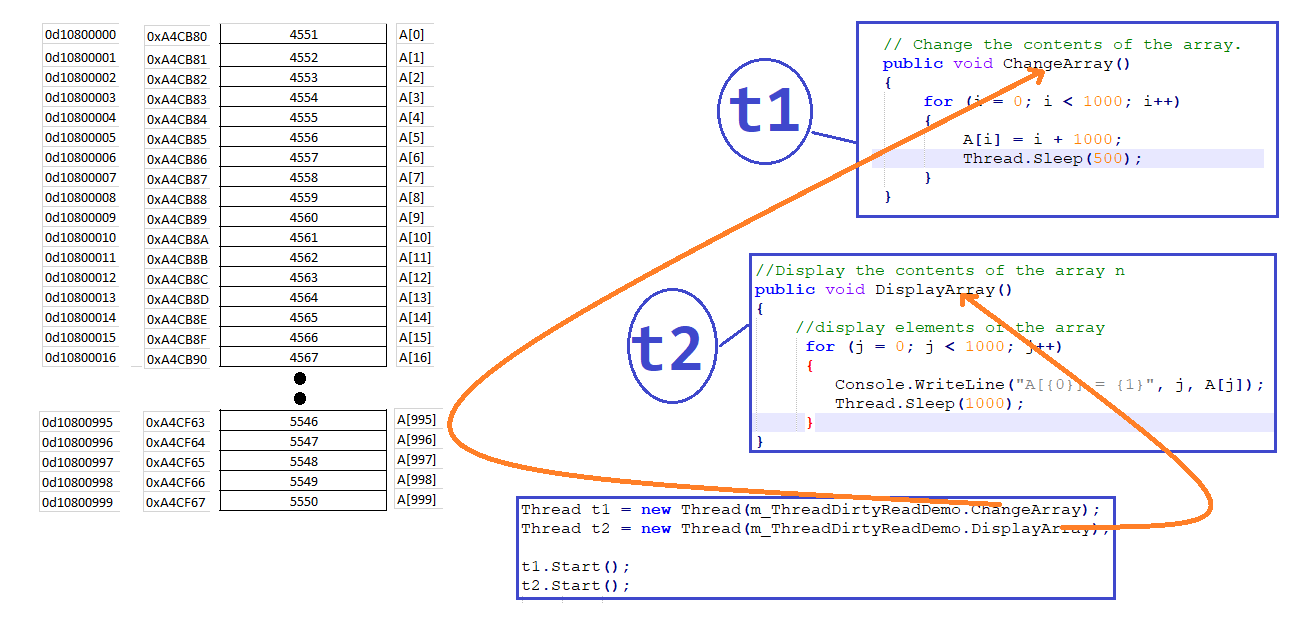 0d10800000 0xA4CB80 4551 A[0]
0d10800001 0xA4CB81 4552 A[1]
0d10800002 0xA4CB82 4553 A[2]
0d10800003 0xA4CB83 4554 A[3]
0d10800004 0xA4CB84 4555 A[4]
0d10800005 0xA4CB85 4556 A[5]
0d10800006 0xA4CB86 4557 A[6]
0d10800007 0xA4CB87 4558 A[7]
0d10800008 0xA4CB88 4559 A[8]
0d10800009 0xA4CB89 4560 A[9]
0d10800010 0xA4CB8A 4561 A[10]
0d10800011 0xA4CB8B 4562 A[11]
0d10800012 0xA4CB8C 4563 A[12]
0d10800013 0xA4CB8D 4564 A[13]
0d10800014 0xA4CB8E 4565 A[14]
0d10800015 0xA4CB8F 4566 A[15]
0d10800016 0xA4CB90 4567 A[16]
0d10800995 0xA4CF63 5546 A[995]
0d10800996 0xA4CF64 5547 A[996]
0d10800997 0xA4CF65 5548 A[997]
0d10800998 0xA4CF66 5549 A[998]
0d10800999 0xA4CF67 5550 A[999]
t1
// Change the contents of the array.
public void ChangeArray()
{
for (i = 0; i < 1000; i++)
{
A[i] = i + 1000;
Thread.Sleep(500);
}
}
t2
//Display the contents of the array n
public void DisplayArray()
{
//display elements of the array
for (j = 0; j < 1000; j++)
{
Console.WriteLine("A[{0}] = {1}", j, A[j]);
Thread.Sleep(1000);
}
}
Thread t1 = new Thread(m_ThreadDirtyReadDemo.ChangeArray);
Thread t2 = new Thread(m_ThreadDirtyReadDemo.DisplayArray);
t1.Start();
t2.Start();